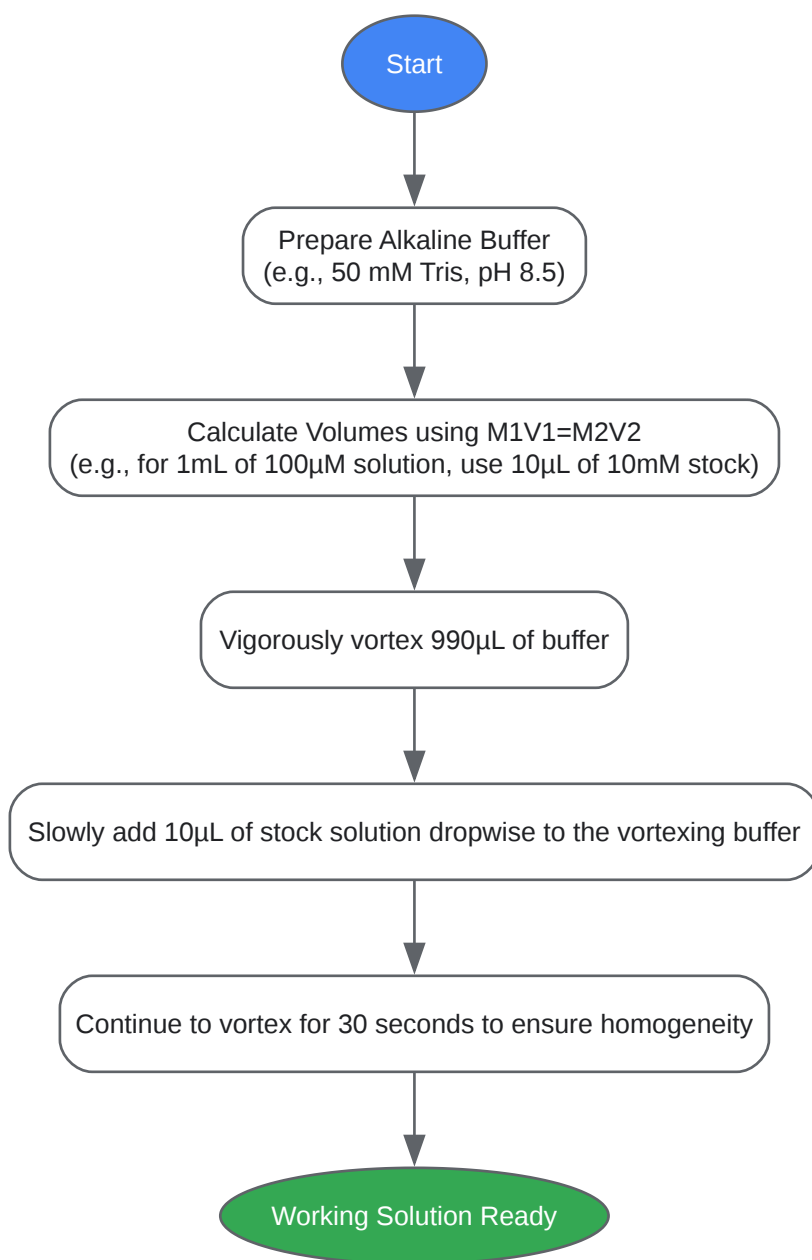 Start
Prepare Alkaline Buffer
(e.g., 50 mM Tris, pH 8.5)
Calculate Volumes using M1V1=M2V2
(e.g., for 1mL of 100µM solution, use 10µL of 10mM stock)
Vigorously vortex 990µL of buffer
Slowly add 10µL of stock solution dropwise to the vortexing buffer
Continue to vortex for 30 seconds to ensure homogeneity
Working Solution Ready